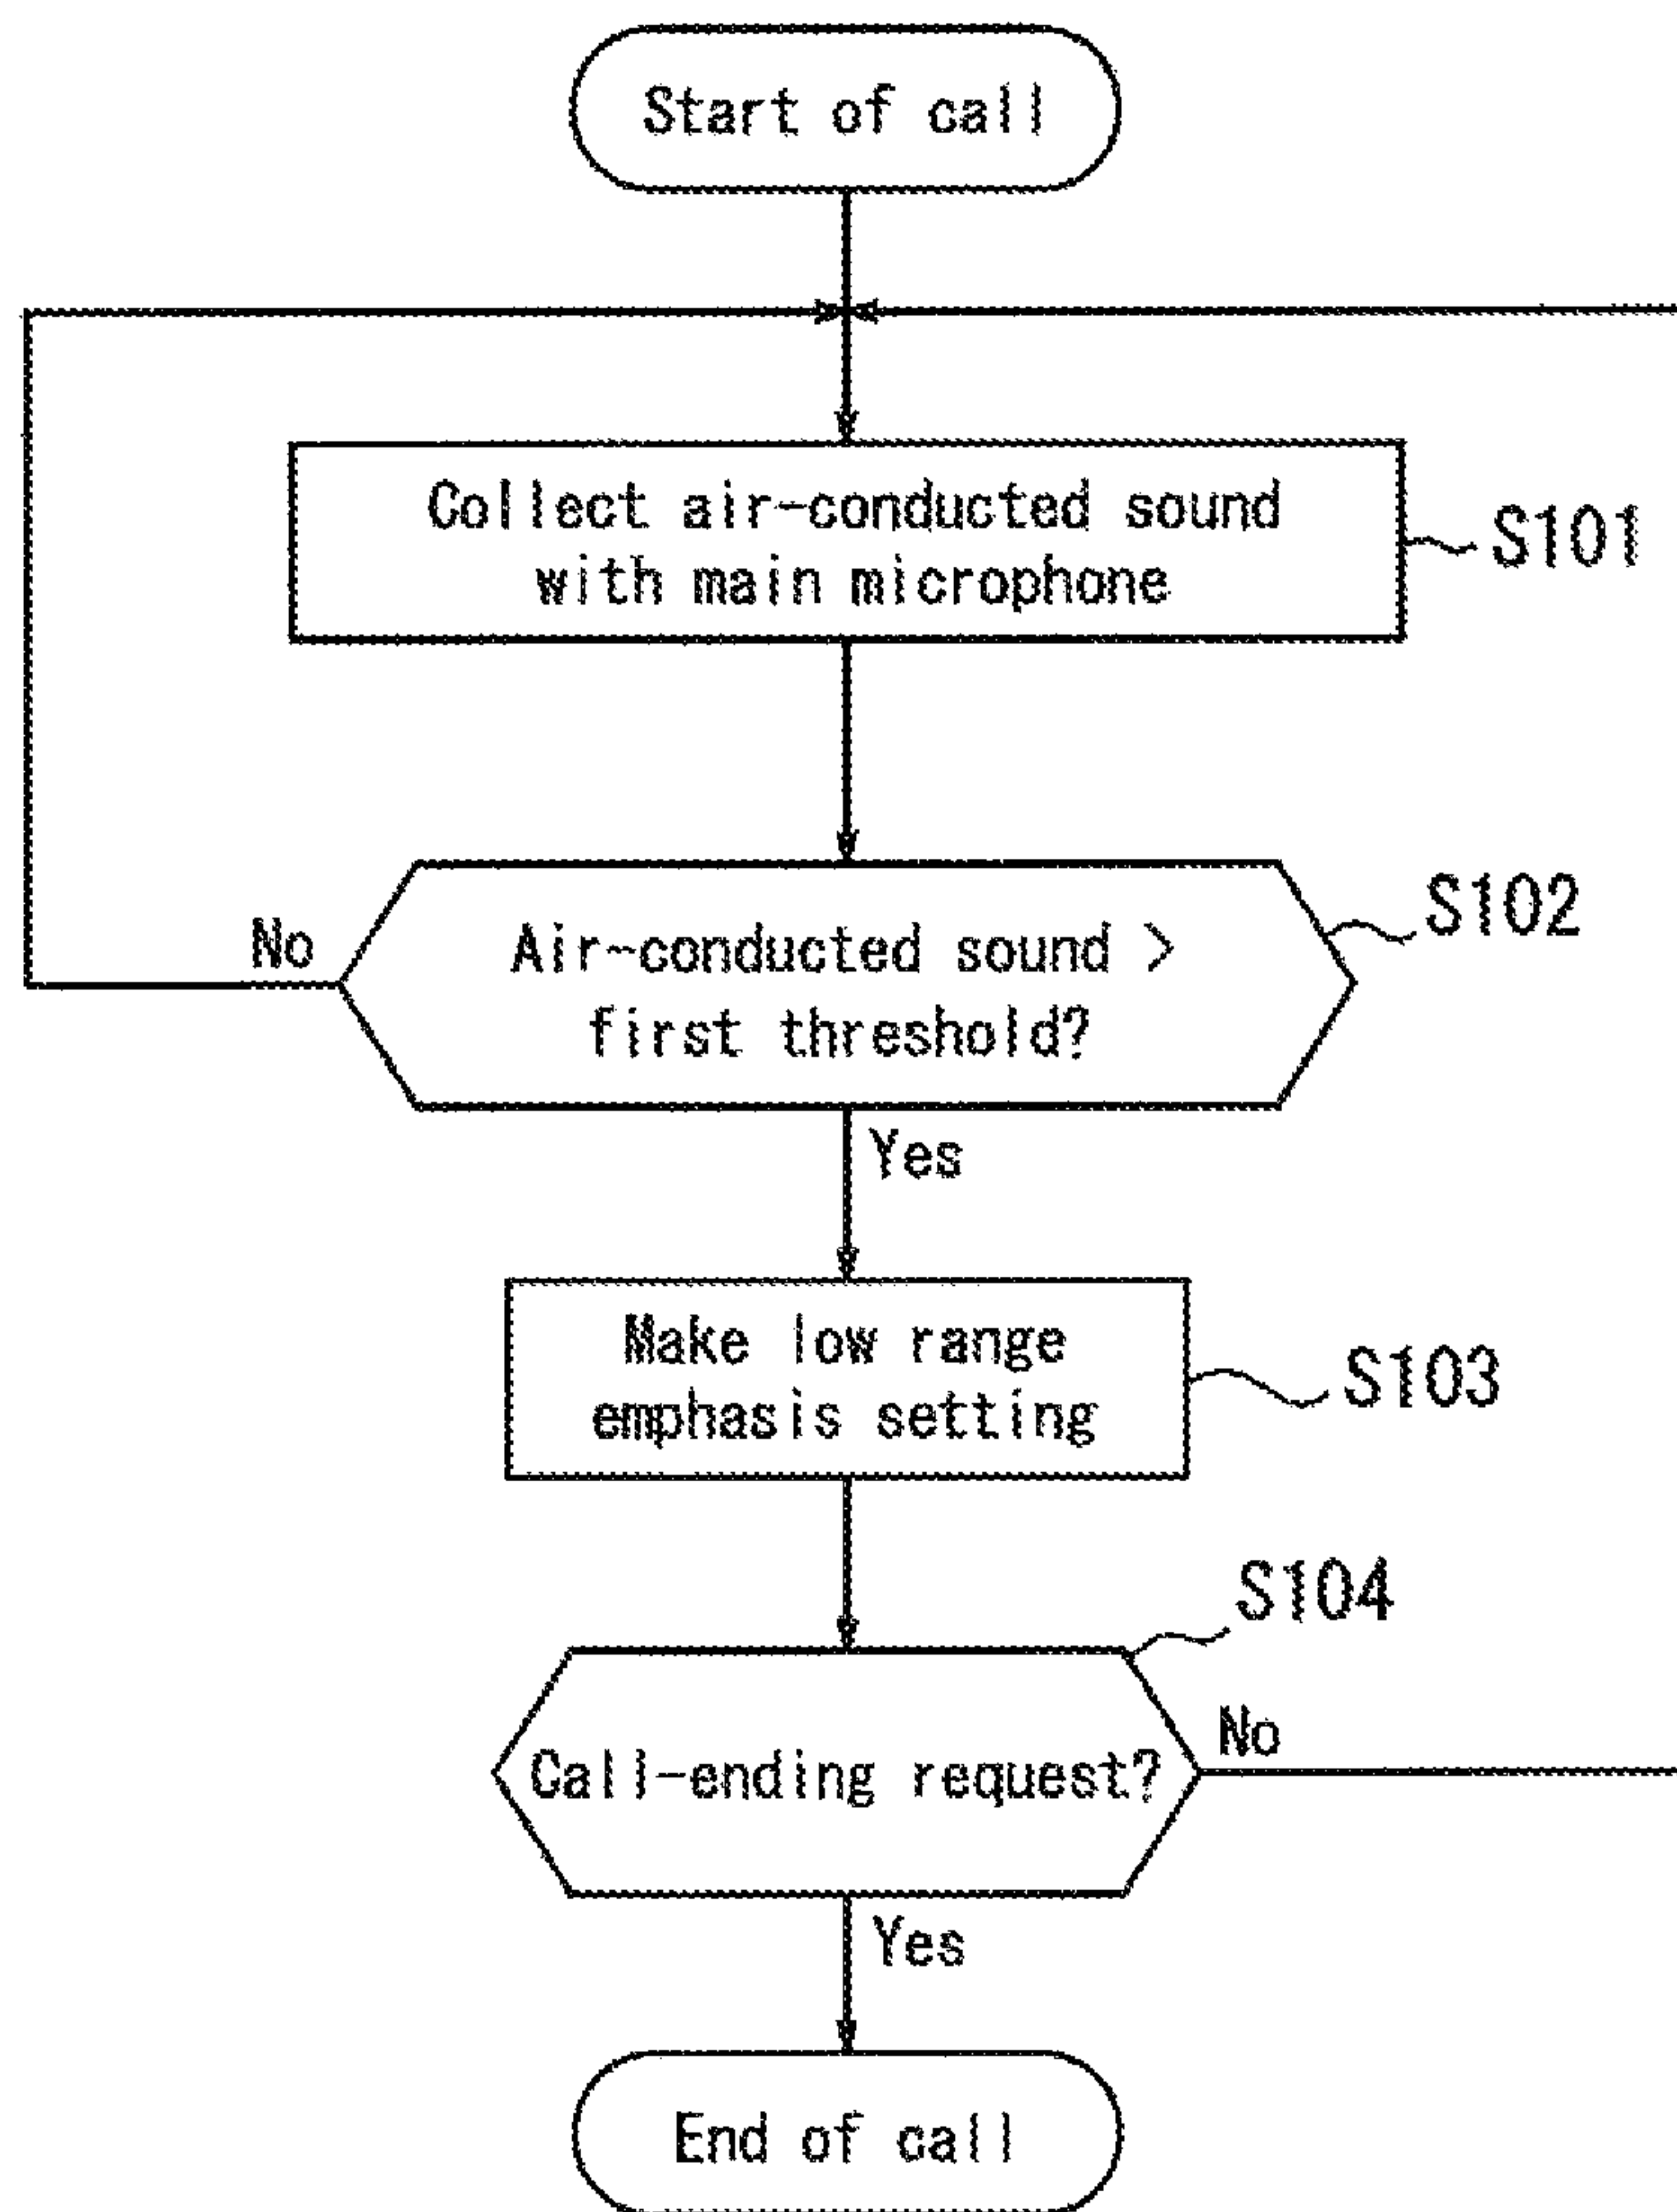 Start of call
Collect air-conducted sound
with main microphone
S101
Air-conducted sound >
first threshold?
S102
No
Yes
Make low range
emphasis setting
S103
S104
Call-ending request?
No
Yes
End of call